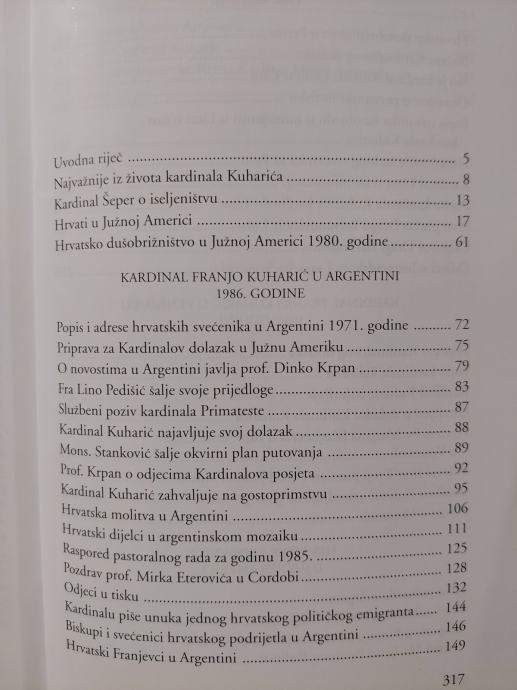 Uvodna riječ ........ 5
Najvažnije iz života kardinala Kuharića ........ 8
Kardinal Šeper o iseljeništvu ........ 13
Hrvati u Južnoj Americi ........ 17
Hrvatsko dušobrižništvo u Južnoj Americi 1980. godine ........ 61
KARDINAL FRANJO KUHARIĆ U ARGENTINI
1986. GODINE
Popis i adrese hrvatskih svećenika u Argentini 1971. godine ........ 72
Priprava za Kardinalov dolazak u Južnu Ameriku ........ 75
O novostima u Argentini javlja prof. Dinko Krpan ........ 79
Fra Lino Pedišić šalje svoje prijedloge ........ 83
Službeni poziv kardinala Primateste ........ 87
Kardinal Kuharić najavljuje svoj dolazak ........ 88
Mons. Stanković šalje okvirni plan putovanja ........ 89
Prof. Krpan o odjecima Kardinalova posjeta ........ 92
Kardinal Kuharić zahvaljuje na gostoprimstvu ........ 95
Hrvatska molitva u Argentini ........ 106
Hrvatski dijelci u argentinskom mozaiku ........ 111
Raspored pastoralnog rada za godinu 1985. ........ 125
Pozdrav prof. Mirka Eterovića u Cordobi ........ 128
Odjeci u tisku ........ 132
Kardinalu piše unuka jednog hrvatskog političkog emigranta ...... 144
Biskupi i svećenici hrvatskog podrijetla u Argentini ........ 146
Hrvatski Franjevci u Argentini ........ 149
317